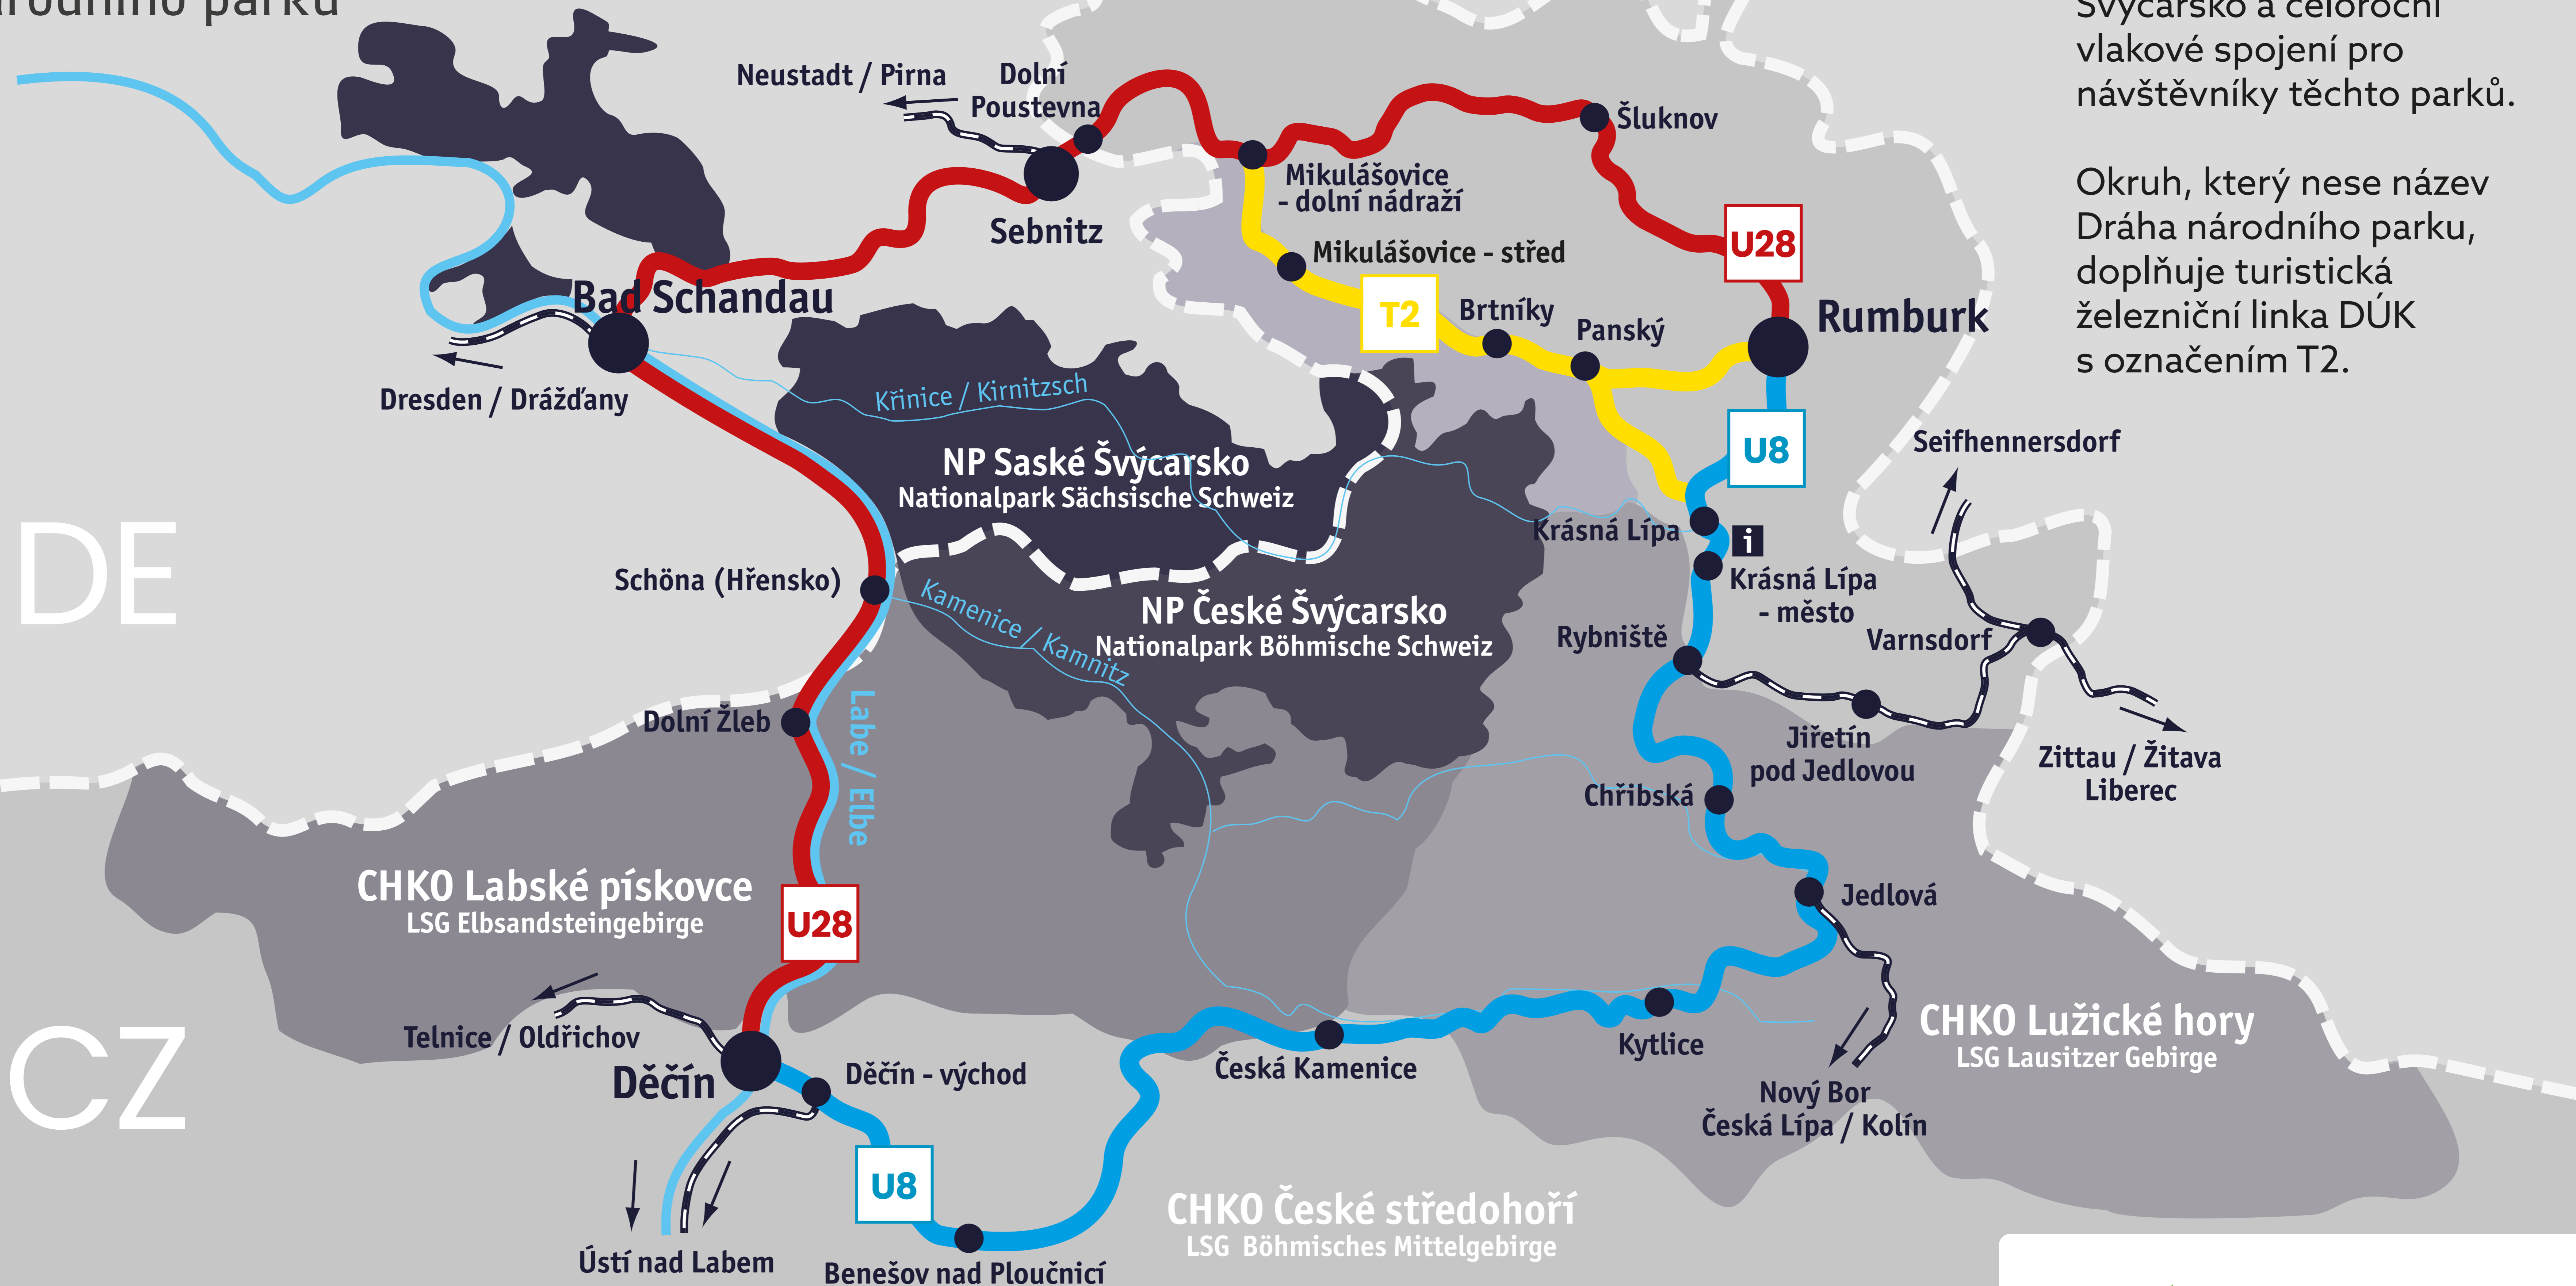 národního parku
Švýcarsko a celoroční
vlakové spojení pro
návštěvníky těchto parků.
Okruh, který nese název
Dráha národního parku,
doplňuje turistická
železniční linka DÚK
s označením T2.
Neustadt / Pirna
Dolní
Poustevna
Šluknov
Mikulášovice
- dolní nádraží
Sebnitz
U28
Mikulášovice - střed
Bad Schandau
T2
Brtníky
Panský
Rumburk
Dresden / Drážďany
Křinice / Kirnitzsch
U8
Seifhennersdorf
NP Saské Švýcarsko
Nationalpark Sächsische Schweiz
DE
Krásná Lípa
i
Krásná Lípa
- město
Schöna (Hřensko)
Kamenice / Kamnitz
NP České Švýcarsko
Nationalpark Böhmische Schweiz
Rybniště
Varnsdorf
Dolní Žleb
Labe / Elbe
Jiřetín
pod Jedlovou
Zittau / Žitava
Liberec
Chřibská
CHKO Labské pískovce
LSG Elbsandsteingebirge
U28
Jedlová
CZ
Telnice / Oldřichov
Děčín
Děčín - východ
Česká Kamenice
Kytlice
CHKO Lužické hory
LSG Lausitzer Gebirge
Nový Bor
Česká Lípa / Kolín
U8
CHKO České středohoří
LSG Böhmisches Mittelgebirge
Ústí nad Labem
Benešov nad Ploučnicí